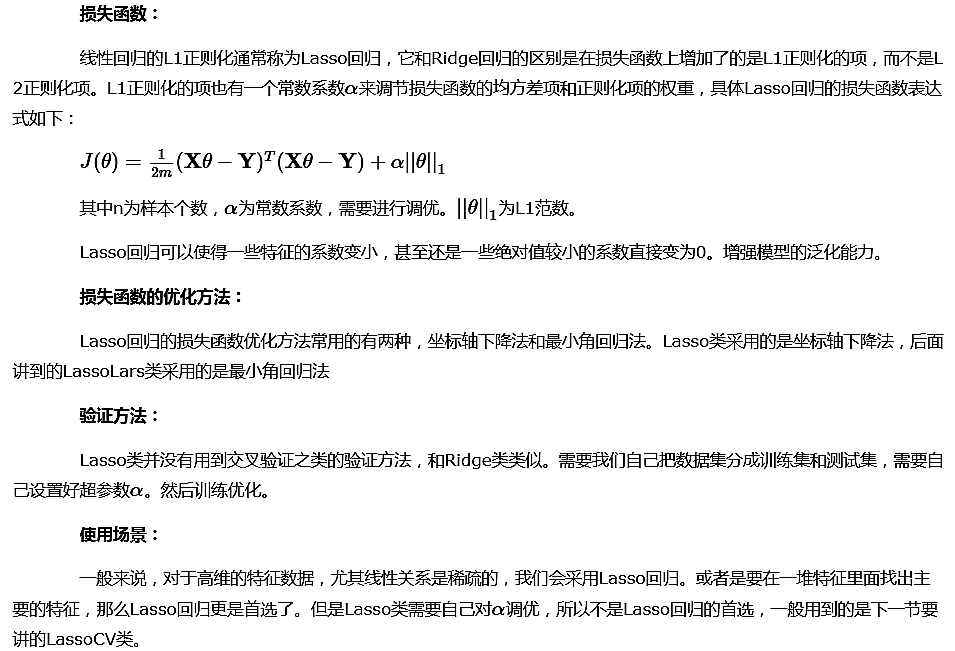 损失函数：
线性回归的L1正则化通常称为Lasso回归，它和Ridge回归的区别是在损失函数上增加了的是L1正则化的项，而不是L
2正则化项。L1正则化的项也有一个常数系数α来调节损失函数的均方差项和正则化项的权重，具体Lasso回归的损失函数表达
式如下：
J(θ) = 1/2m (Xθ − Y)^T (Xθ − Y) + α||θ||₁
其中n为样本个数，α为常数系数，需要进行调优。||θ||₁为L1范数。
Lasso回归可以使得一些特征的系数变小，甚至还是一些绝对值较小的系数直接变为0。增强模型的泛化能力。
损失函数的优化方法：
Lasso回归的损失函数优化方法常用的有两种，坐标轴下降法和最小角回归法。Lasso类采用的是坐标轴下降法，后面
讲到的LassoLars类采用的是最小角回归法
验证方法：
Lasso类并没有用到交叉验证之类的验证方法，和Ridge类类似。需要我们自己把数据集分成训练集和测试集，需要自
己设置好超参数α。然后训练优化。
使用场景：
一般来说，对于高维的特征数据，尤其线性关系是稀疏的，我们会采用Lasso回归。或者是要在一堆特征里面找出主
要的特征，那么Lasso回归更是首选了。但是Lasso类需要自己对α调优，所以不是Lasso回归的首选，一般用到的是下一节要
讲的LassoCV类。